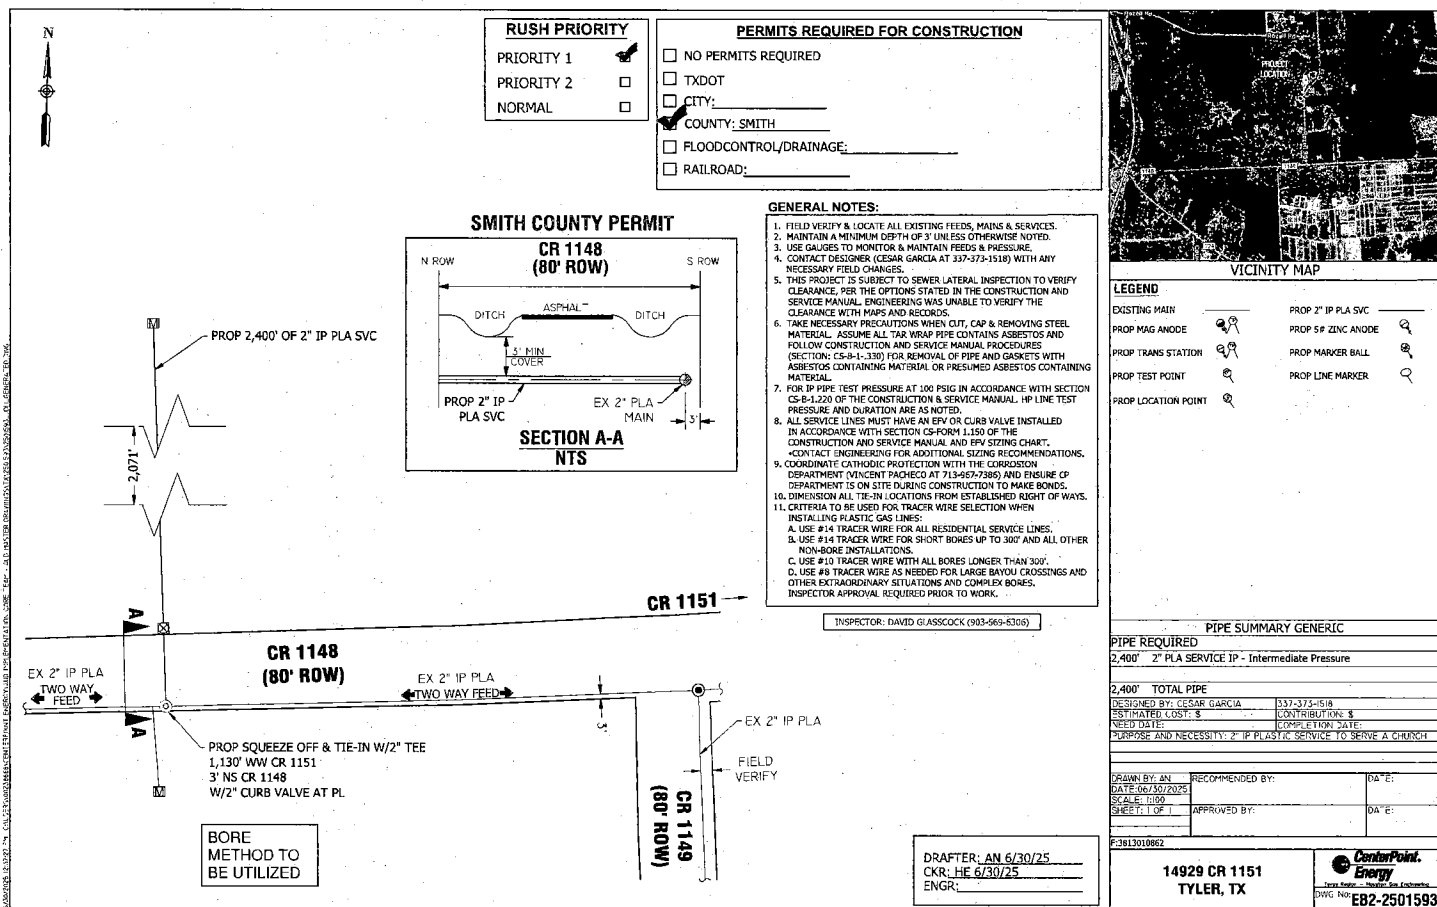 N
RUSH PRIORITY
PRIORITY 1
PRIORITY 2
NORMAL
PERMITS REQUIRED FOR CONSTRUCTION
NO PERMITS REQUIRED
TXDOT
CITY:
COUNTY: SMITH
FLOODCONTROL/DRAINAGE:
RAILROAD:
PROJECT
LOCATION
VICINITY MAP
SMITH COUNTY PERMIT
CR 1148
(80' ROW)
N ROW
S ROW
DITCH
ASPHALT
DITCH
3' MIN
COVER
PROP 2" IP
PLA SVC
EX 2" PLA
MAIN
3'
SECTION A-A
NTS
GENERAL NOTES:
1. FIELD VERIFY & LOCATE ALL EXISTING FEEDS, MAINS & SERVICES.
2. MAINTAIN A MINIMUM DEPTH OF 3' UNLESS OTHERWISE NOTED.
3. USE GAUGES TO MONITOR & MAINTAIN FEEDS & PRESSURE.
4. CONTACT DESIGNER (CESAR GARCIA AT 337-373-1518) WITH ANY
NECESSARY FIELD CHANGES.
5. THIS PROJECT IS SUBJECT TO SEWER LATERAL INSPECTION TO VERIFY
CLEARANCE, PER THE OPTIONS STATED IN THE CONSTRUCTION AND
SERVICE MANUAL. ENGINEERING WAS UNABLE TO VERIFY THE
CLEARANCE WITH MAPS AND RECORDS.
6. TAKE NECESSARY PRECAUTIONS WHEN CUT, CAP & REMOVING STEEL
MATERIAL. ASSUME ALL TAR WRAP PIPE CONTAINS ASBESTOS AND
FOLLOW CONSTRUCTION AND SERVICE MANUAL PROCEDURES
(SECTION: CS-B-1-.330) FOR REMOVAL OF PIPE AND GASKETS WITH
ASBESTOS CONTAINING MATERIAL OR PRESUMED ASBESTOS CONTAINING
MATERIAL.
7. FOR IP PIPE TEST PRESSURE AT 100 PSIG IN ACCORDANCE WITH SECTION
CS-B-1.220 OF THE CONSTRUCTION & SERVICE MANUAL. HP LINE TEST
PRESSURE AND DURATION ARE AS NOTED.
8. ALL SERVICE LINES MUST HAVE AN EFV OR CURB VALVE INSTALLED
IN ACCORDANCE WITH SECTION CS-FORM 1.150 OF THE
CONSTRUCTION AND SERVICE MANUAL AND EFV SIZING CHART.
*CONTACT ENGINEERING FOR ADDITIONAL SIZING RECOMMENDATIONS.
9. COORDINATE CATHODIC PROTECTION WITH THE CORROSION
DEPARTMENT (VINCENT PACHECO AT 713-967-7386) AND ENSURE CP
DEPARTMENT IS ON SITE DURING CONSTRUCTION TO MAKE BONDS.
10. DIMENSION ALL TIE-IN LOCATIONS FROM ESTABLISHED RIGHT OF WAYS.
11. CRITERIA TO BE USED FOR TRACER WIRE SELECTION WHEN
INSTALLING PLASTIC GAS LINES:
A. USE #14 TRACER WIRE FOR ALL RESIDENTIAL SERVICE LINES.
B. USE #14 TRACER WIRE FOR SHORT BORES UP TO 300' AND ALL OTHER
NON-BORE INSTALLATIONS.
C. USE #10 TRACER WIRE WITH ALL BORES LONGER THAN 300'.
D. USE #8 TRACER WIRE AS NEEDED FOR LARGE BAYOU CROSSINGS AND
OTHER EXTRAORDINARY SITUATIONS AND COMPLEX BORES.
INSPECTOR APPROVAL REQUIRED PRIOR TO WORK.
INSPECTOR: DAVID GLASSCOCK (903-569-6306)
LEGEND
EXISTING MAIN
PROP 2" IP PLA SVC
PROP MAG ANODE
PROP 5# ZINC ANODE
PROP TRANS STATION
PROP MARKER BALL
PROP TEST POINT
PROP LINE MARKER
PROP LOCATION POINT
M
PROP 2,400' OF 2" IP PLA SVC
2,071'
A
CR 1151
CR 1148
(80' ROW)
EX 2" IP PLA
TWO WAY
FEED
EX 2" IP PLA
TWO WAY FEED
A
3'
EX 2" IP PLA
PROP SQUEEZE OFF & TIE-IN W/2" TEE
1,130' WW CR 1151
3' NS CR 1148
W/2" CURB VALVE AT PL
M
FIELD
VERIFY
CR 1149
(80' ROW)
BORE
METHOD TO
BE UTILIZED
DRAFTER: AN 6/30/25
CKR: HE 6/30/25
ENGR:
PIPE SUMMARY GENERIC
PIPE REQUIRED
2,400' 2" PLA SERVICE IP - Intermediate Pressure
2,400' TOTAL PIPE
DESIGNED BY: CESAR GARCIA 337-373-1518
ESTIMATED COST: $ CONTRIBUTION: $
NEED DATE: COMPLETION DATE:
PURPOSE AND NECESSITY: 2" IP PLASTIC SERVICE TO SERVE A CHURCH
DRAWN BY: AN RECOMMENDED BY: DATE:
DATE: 06/30/2025
SCALE: 1:100
SHEET: 1 OF 1 APPROVED BY: DATE:
F:3813010862
14929 CR 1151
TYLER, TX
CenterPoint.
Energy
DWG No: EB2-2501593